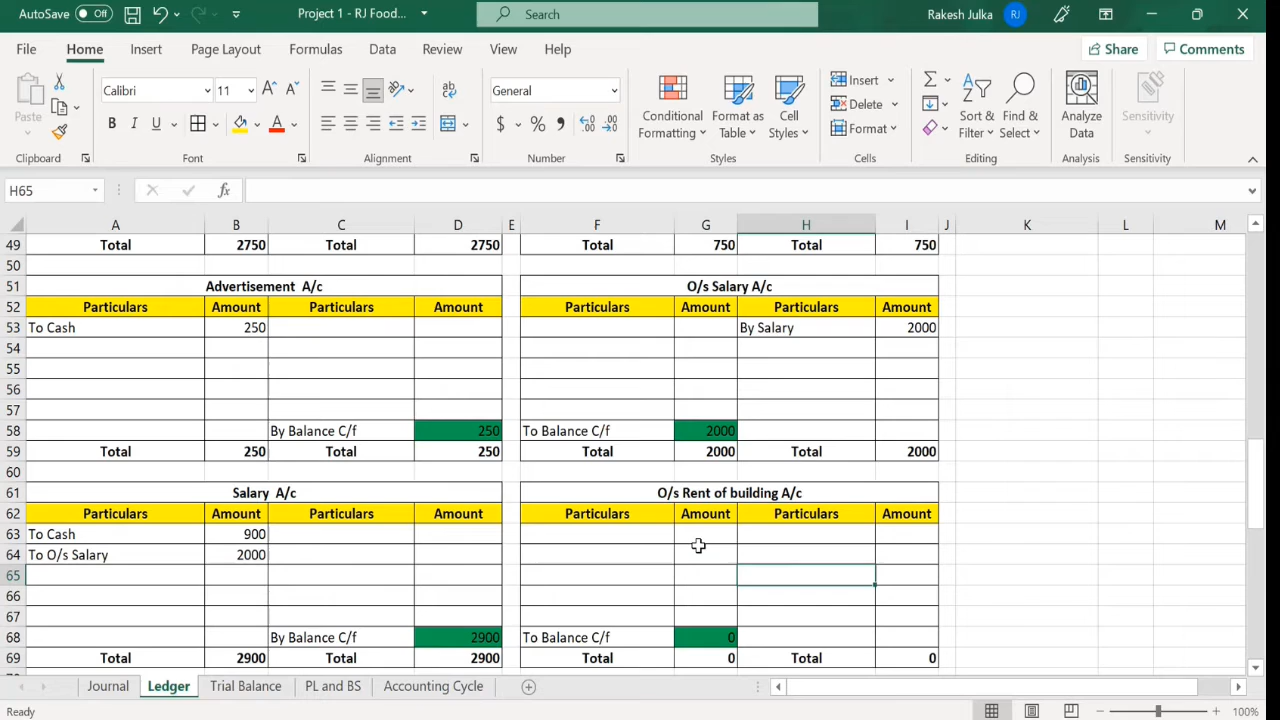 AutoSave Off Project 1 - RJ Food... Search Rakesh Julka RJ
File Home Insert Page Layout Formulas Data Review View Help Share Comments
Paste Calibri 11 General Conditional Formatting Format as Table Cell Styles Insert Delete Format Sort & Filter Find & Select Analyze Data Sensitivity
Clipboard Font Alignment Number Styles Cells Editing Analysis Sensitivity
H65 fx
A B C D E F G H I J K L M
49 Total 2750 Total 2750 Total 750 Total 750
50
51 Advertisement A/c O/s Salary A/c
52 Particulars Amount Particulars Amount Particulars Amount Particulars Amount
53 To Cash 250 By Salary 2000
54
55
56
57
58 By Balance C/f 250 To Balance C/f 2000
59 Total 250 Total 250 Total 2000 Total 2000
60
61 Salary A/c O/s Rent of building A/c
62 Particulars Amount Particulars Amount Particulars Amount Particulars Amount
63 To Cash 900
64 To O/s Salary 2000
65
66
67
68 By Balance C/f 2900 To Balance C/f 0
69 Total 2900 Total 2900 Total 0 Total 0
Journal Ledger Trial Balance PL and BS Accounting Cycle
Ready 100%